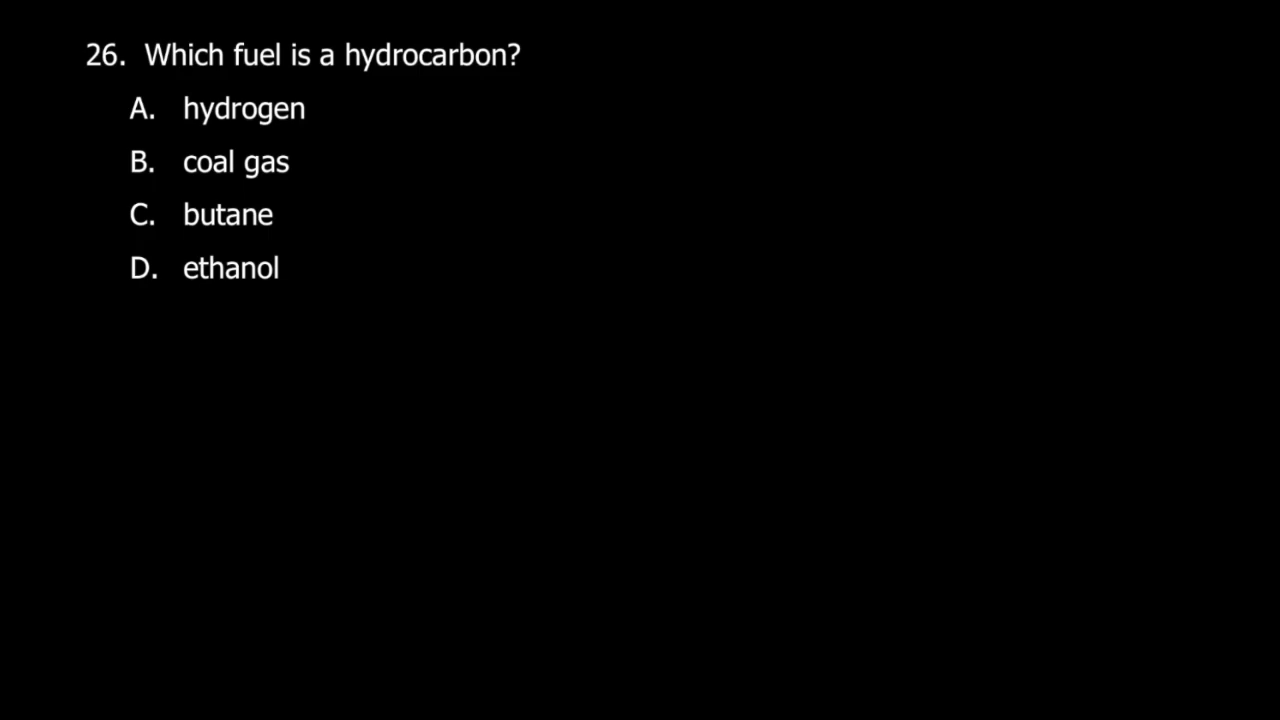 26. Which fuel is a hydrocarbon?
A. hydrogen
B. coal gas
C. butane
D. ethanol